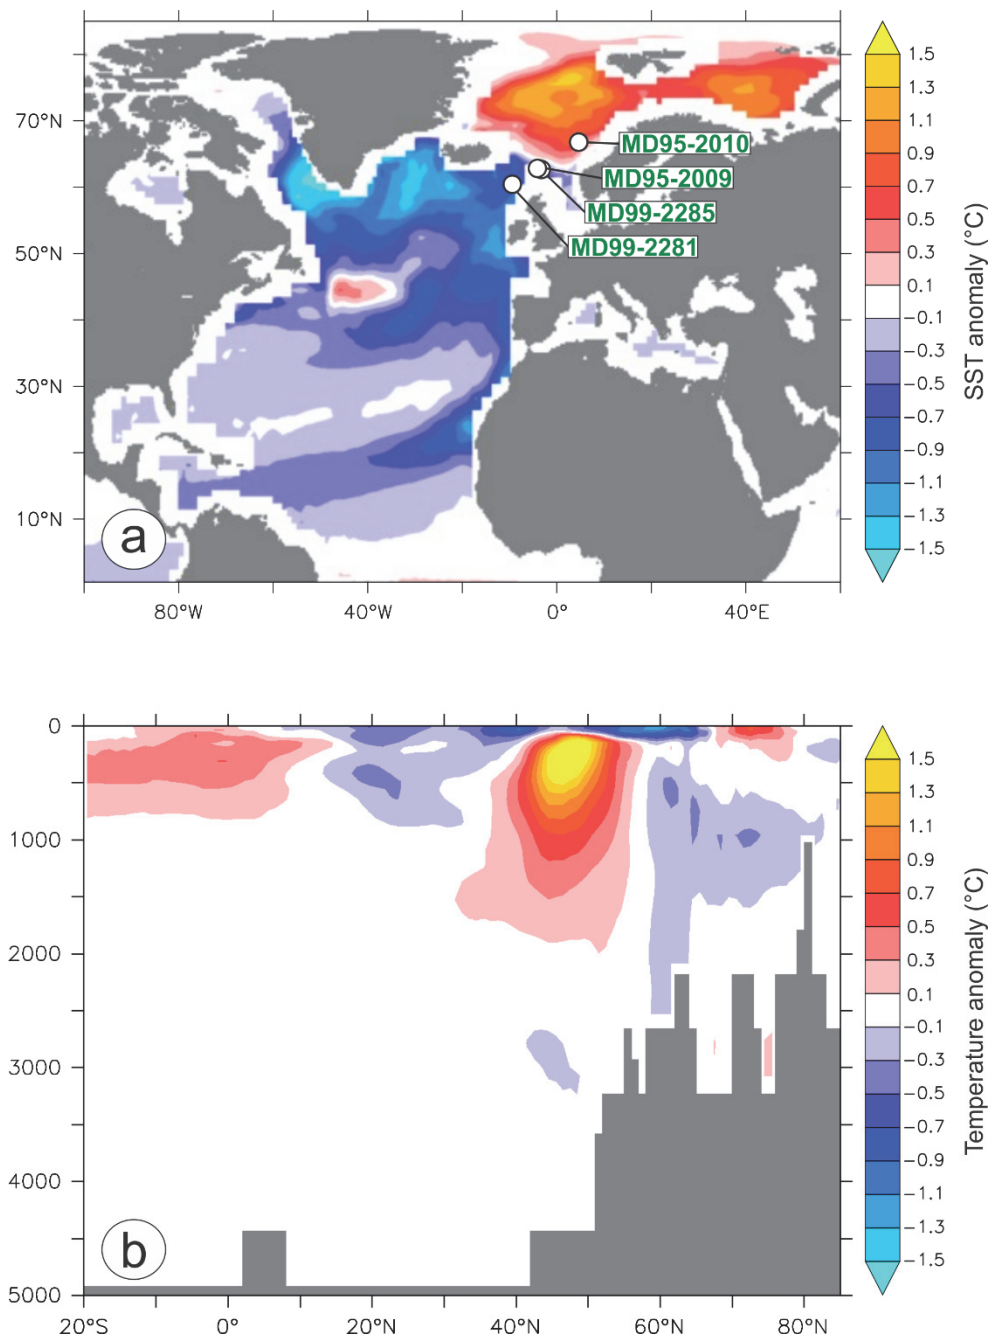 70°N
50°N
30°N
10°N
80°W
40°W
0°
40°E
MD95-2010
MD95-2009
MD99-2285
MD99-2281
a
1.5
1.3
1.1
0.9
0.7
0.5
0.3
0.1
−0.1
−0.3
−0.5
−0.7
−0.9
−1.1
−1.3
−1.5
SST anomaly (°C)
0
1000
2000
3000
4000
5000
20°S
0°
20°N
40°N
60°N
80°N
b
1.5
1.3
1.1
0.9
0.7
0.5
0.3
0.1
−0.1
−0.3
−0.5
−0.7
−0.9
−1.1
−1.3
−1.5
Temperature anomaly (°C)